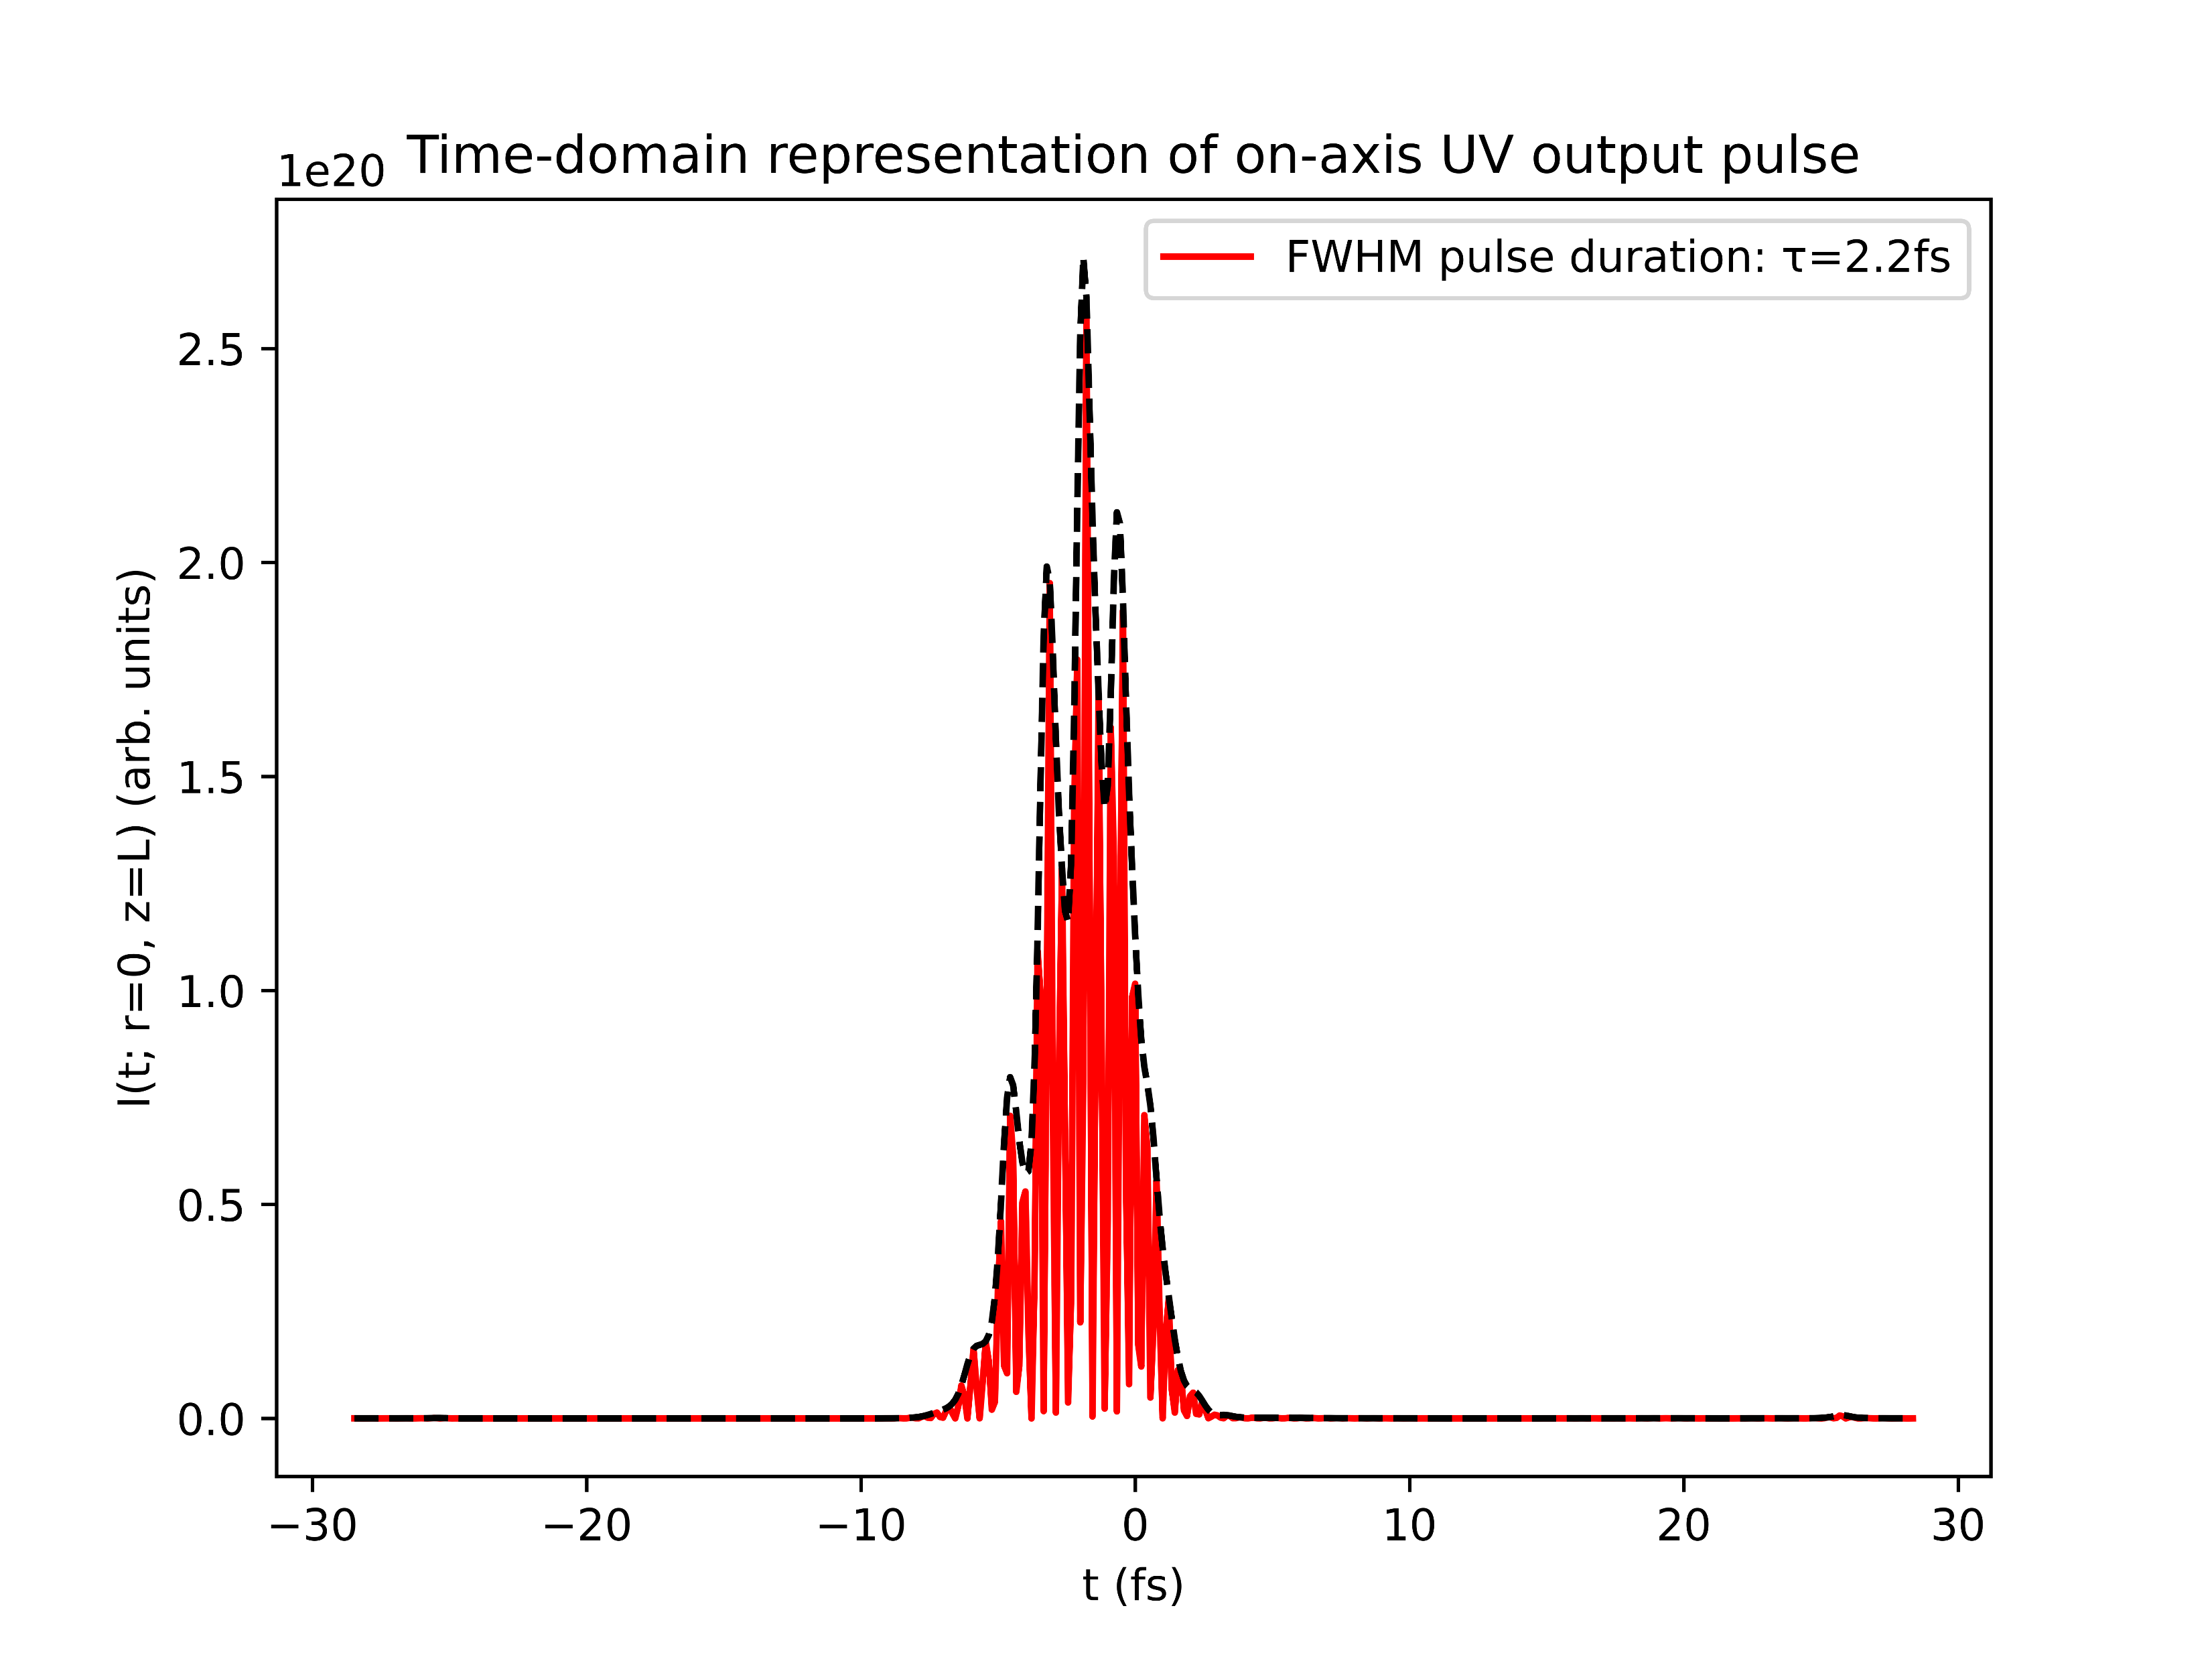 Time-domain representation of on-axis UV output pulse
1e20
FWHM pulse duration: τ=2.2fs
I(t; r=0, z=L) (arb. units)
2.5
2.0
1.5
1.0
0.5
0.0
−30 −20 −10 0 10 20 30
t (fs)